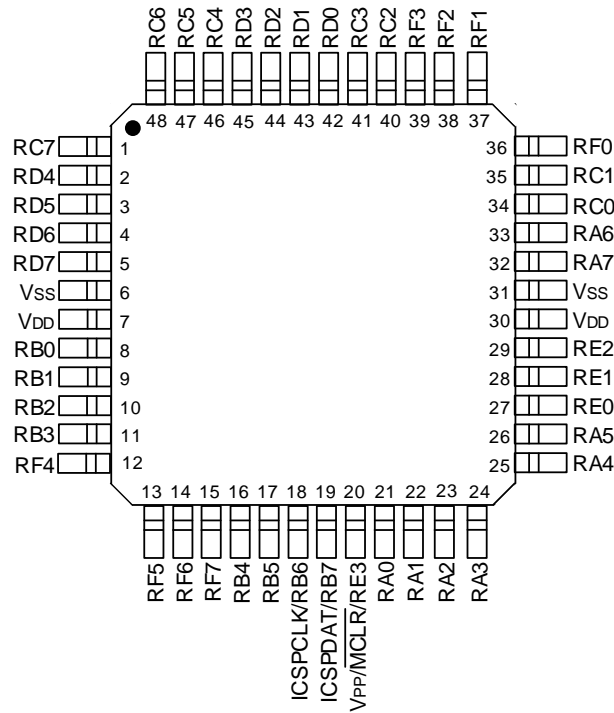 RC6
RC5
RC4
RD3
RD2
RD1
RD0
RC3
RC2
RF3
RF2
RF1
48 47 46 45 44 43 42 41 40 39 38 37
RC7 1
RD4 2
RD5 3
RD6 4
RD7 5
VSS 6
VDD 7
RB0 8
RB1 9
RB2 10
RB3 11
RF4 12
36 RF0
35 RC1
34 RC0
33 RA6
32 RA7
31 VSS
30 VDD
29 RE2
28 RE1
27 RE0
26 RA5
25 RA4
13 14 15 16 17 18 19 20 21 22 23 24
RF5
RF6
RF7
RB4
RB5
ICSPCLK/RB6
ICSPDAT/RB7
VPP/MCLR/RE3
RA0
RA1
RA2
RA3